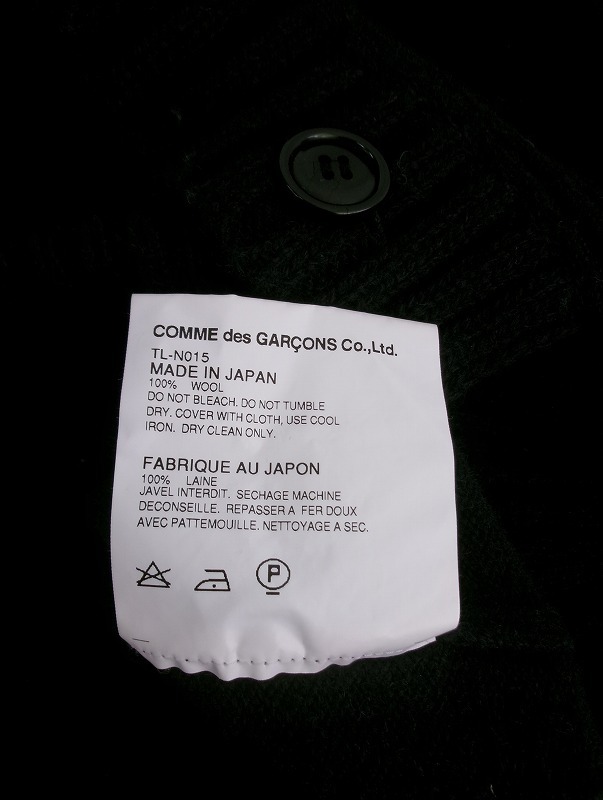 COMME des GARÇONS Co.,Ltd.
TL-N015
MADE IN JAPAN
100% WOOL
DO NOT BLEACH. DO NOT TUMBLE
DRY. COVER WITH CLOTH, USE COOL
IRON. DRY CLEAN ONLY.
FABRIQUE AU JAPON
100% LAINE
JAVEL INTERDIT. SECHAGE MACHINE
DECONSEILLE. REPASSER A FER DOUX
AVEC PATTEMOUILLE. NETTOYAGE A SEC.
P